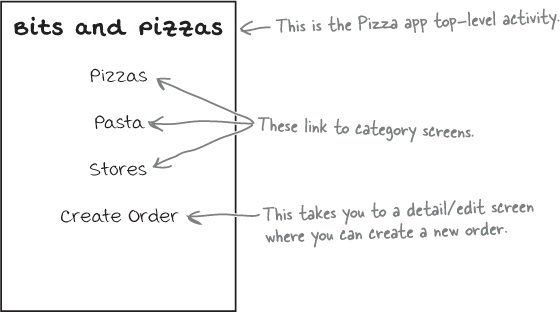 Bits and Pizzas
This is the Pizza app top-level activity.
Pizzas
Pasta
These link to category screens.
Stores
Create Order
This takes you to a detail/edit screen
where you can create a new order.